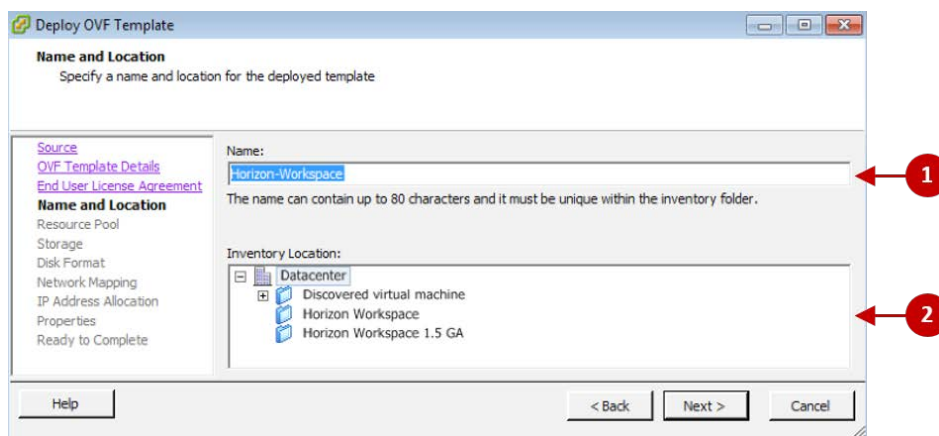 Deploy OVF Template
Name and Location
Specify a name and location for the deployed template
Source
OVF Template Details
End User License Agreement
Name and Location
Resource Pool
Storage
Disk Format
Network Mapping
IP Address Allocation
Properties
Ready to Complete
Name:
Horizon-Workspace
The name can contain up to 80 characters and it must be unique within the inventory folder.
Inventory Location:
Datacenter
Discovered virtual machine
Horizon Workspace
Horizon Workspace 1.5 GA
1
2
Help
< Back
Next >
Cancel